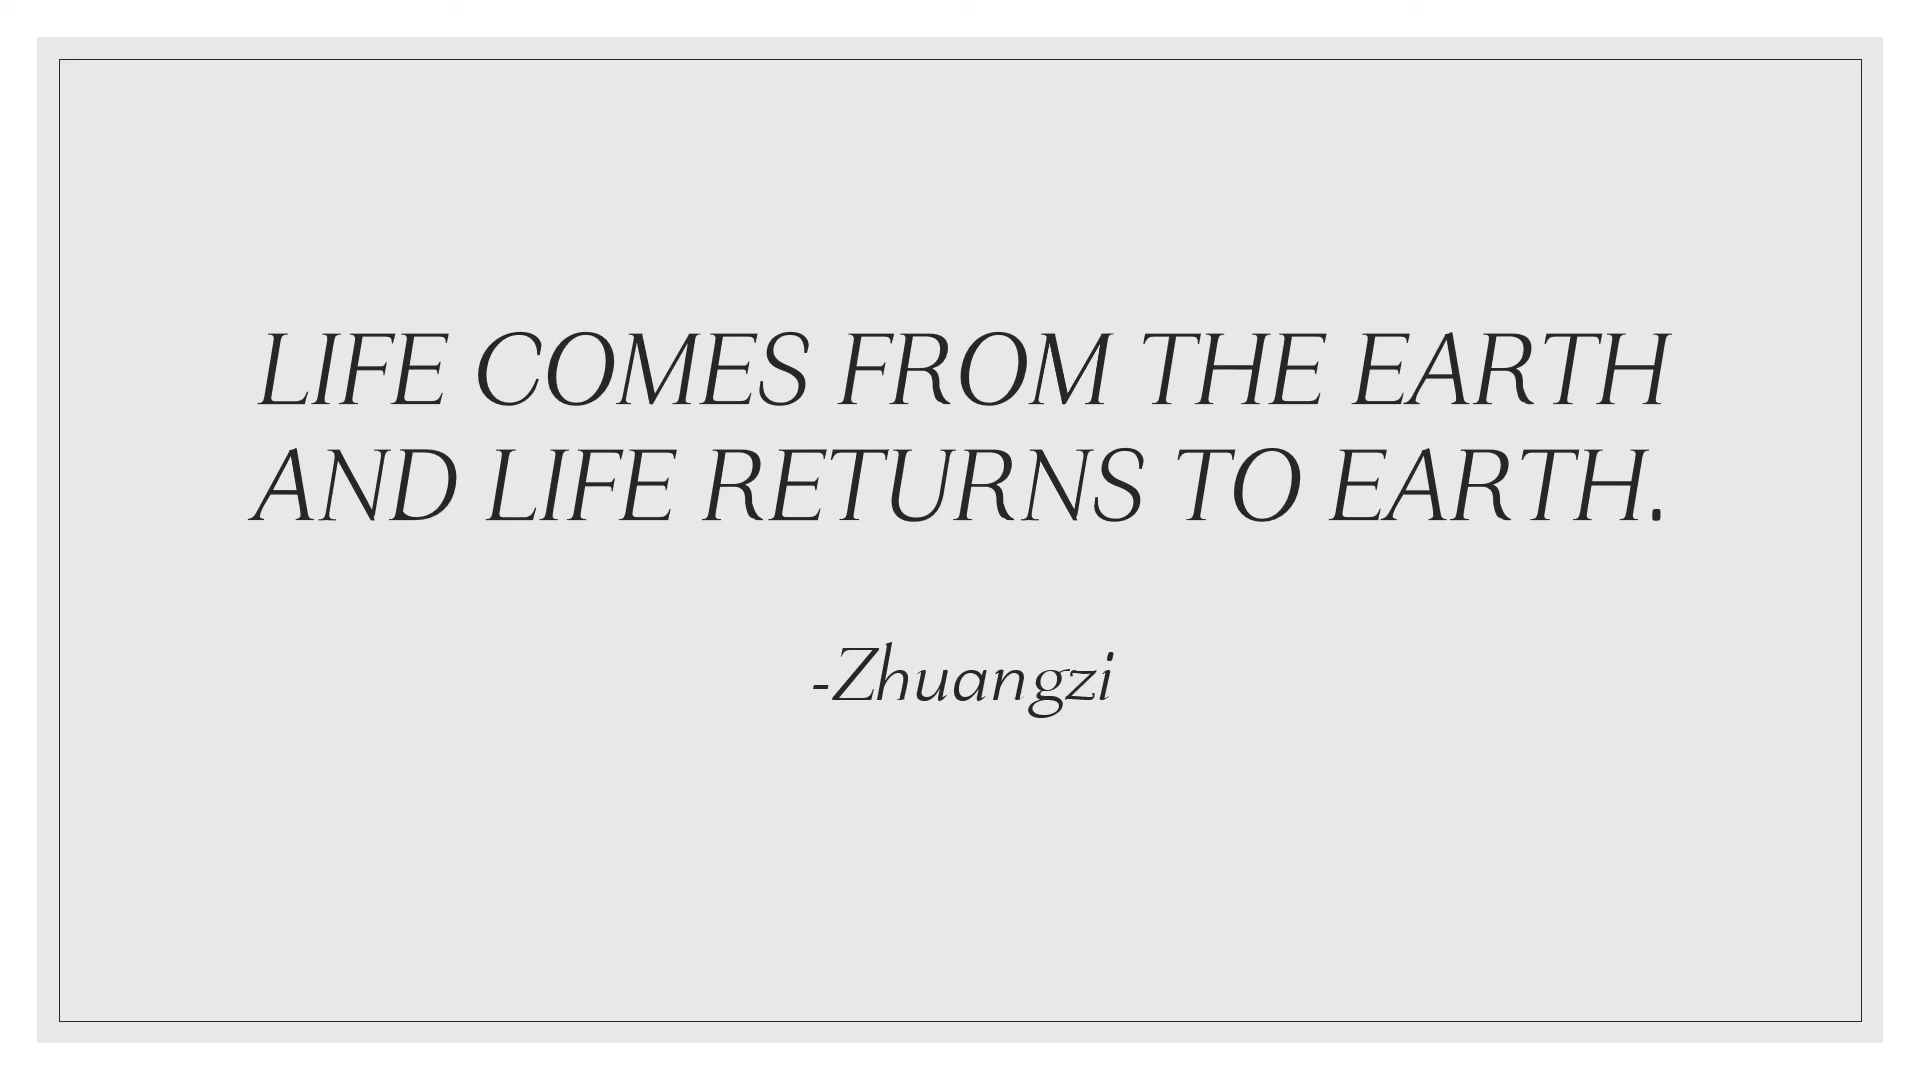 LIFE COMES FROM THE EARTH
AND LIFE RETURNS TO EARTH.
-Zhuangzi